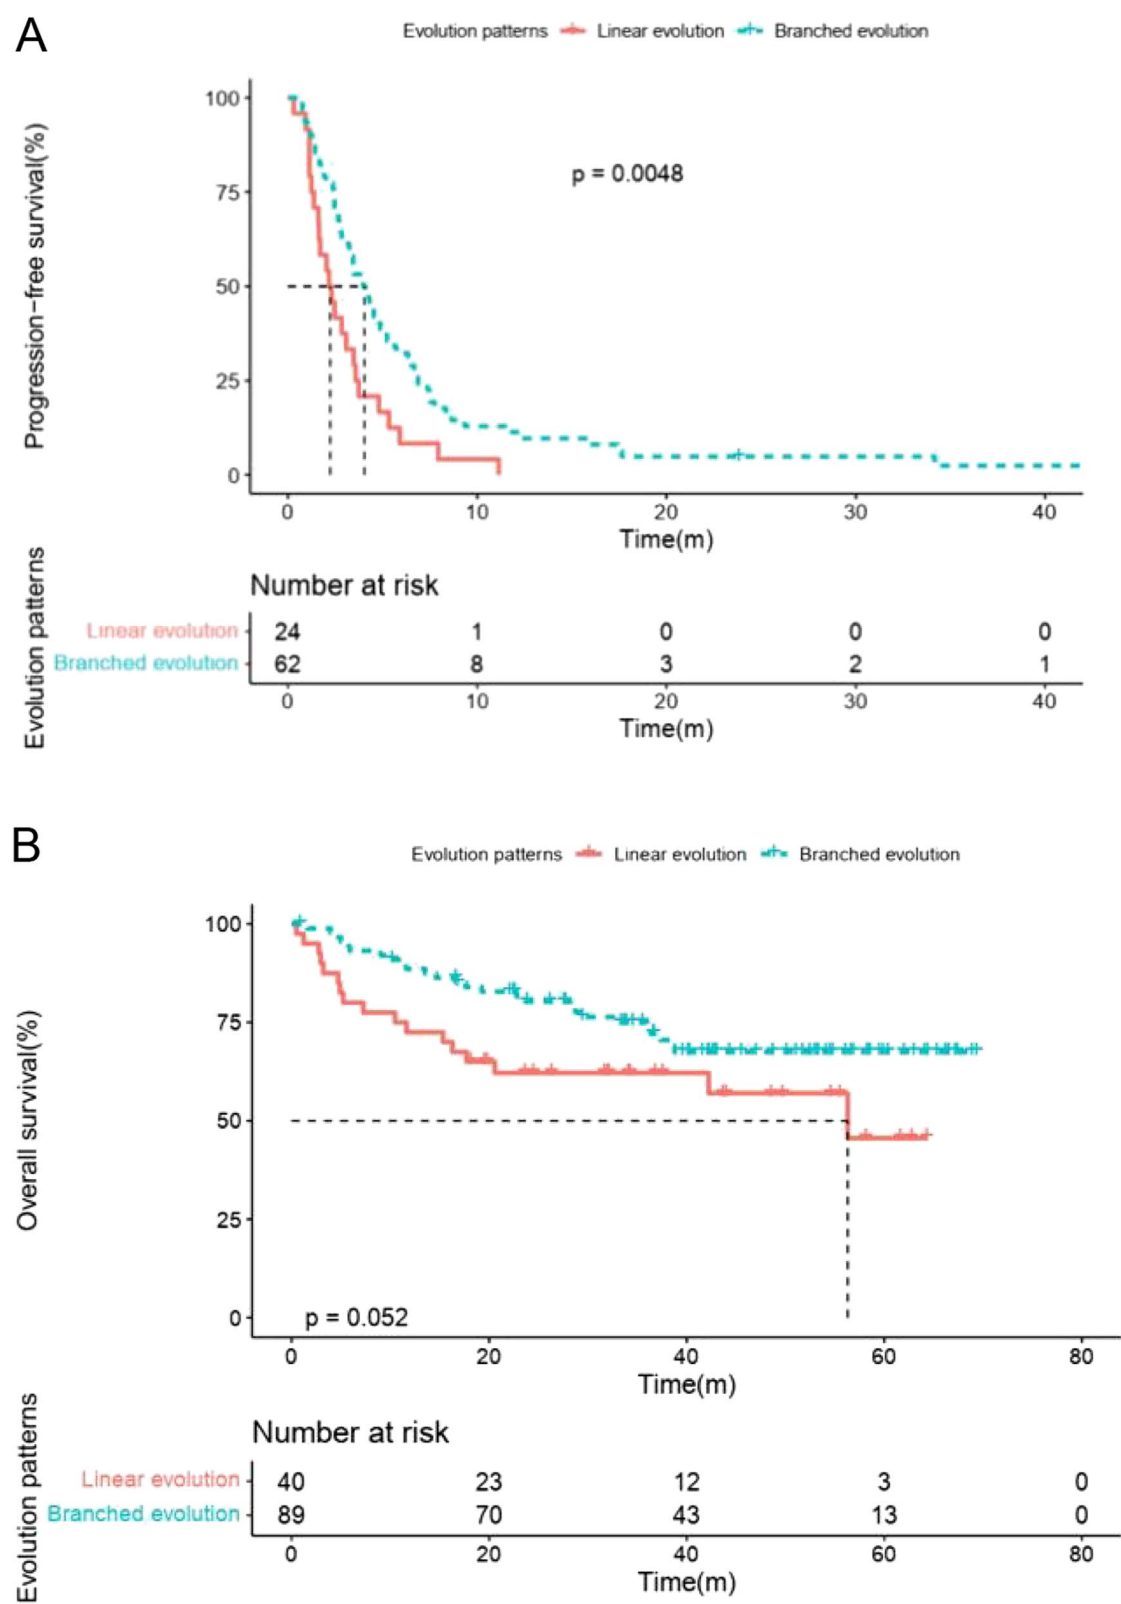 A
Evolution patterns Linear evolution Branched evolution
Progression-free survival(%)
100
75
50
25
0
p = 0.0048
0 10 20 30 40
Time(m)
Number at risk
Evolution patterns
Linear evolution 24 1 0 0 0
Branched evolution 62 8 3 2 1
0 10 20 30 40
Time(m)
B
Evolution patterns Linear evolution Branched evolution
Overall survival(%)
100
75
50
25
0
p = 0.052
0 20 40 60 80
Time(m)
Number at risk
Evolution patterns
Linear evolution 40 23 12 3 0
Branched evolution 89 70 43 13 0
0 20 40 60 80
Time(m)